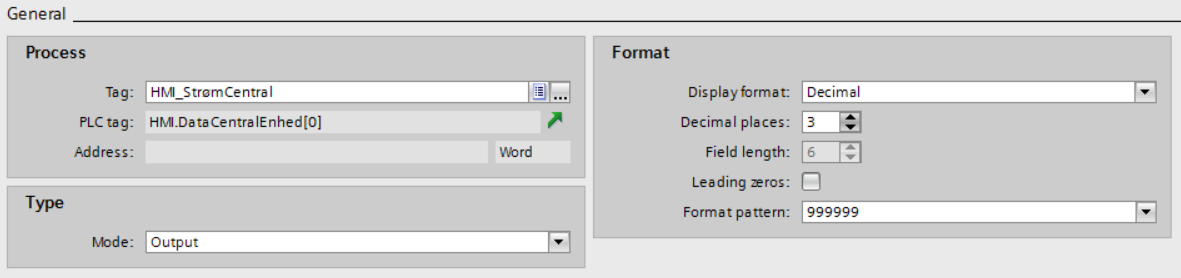 General
Process
Tag: HMI_StrømCentral ...
PLC tag: HMI.DataCentralEnhed[0]
Address: Word
Type
Mode: Output
Format
Display format: Decimal
Decimal places: 3
Field length: 6
Leading zeros:
Format pattern: 999999